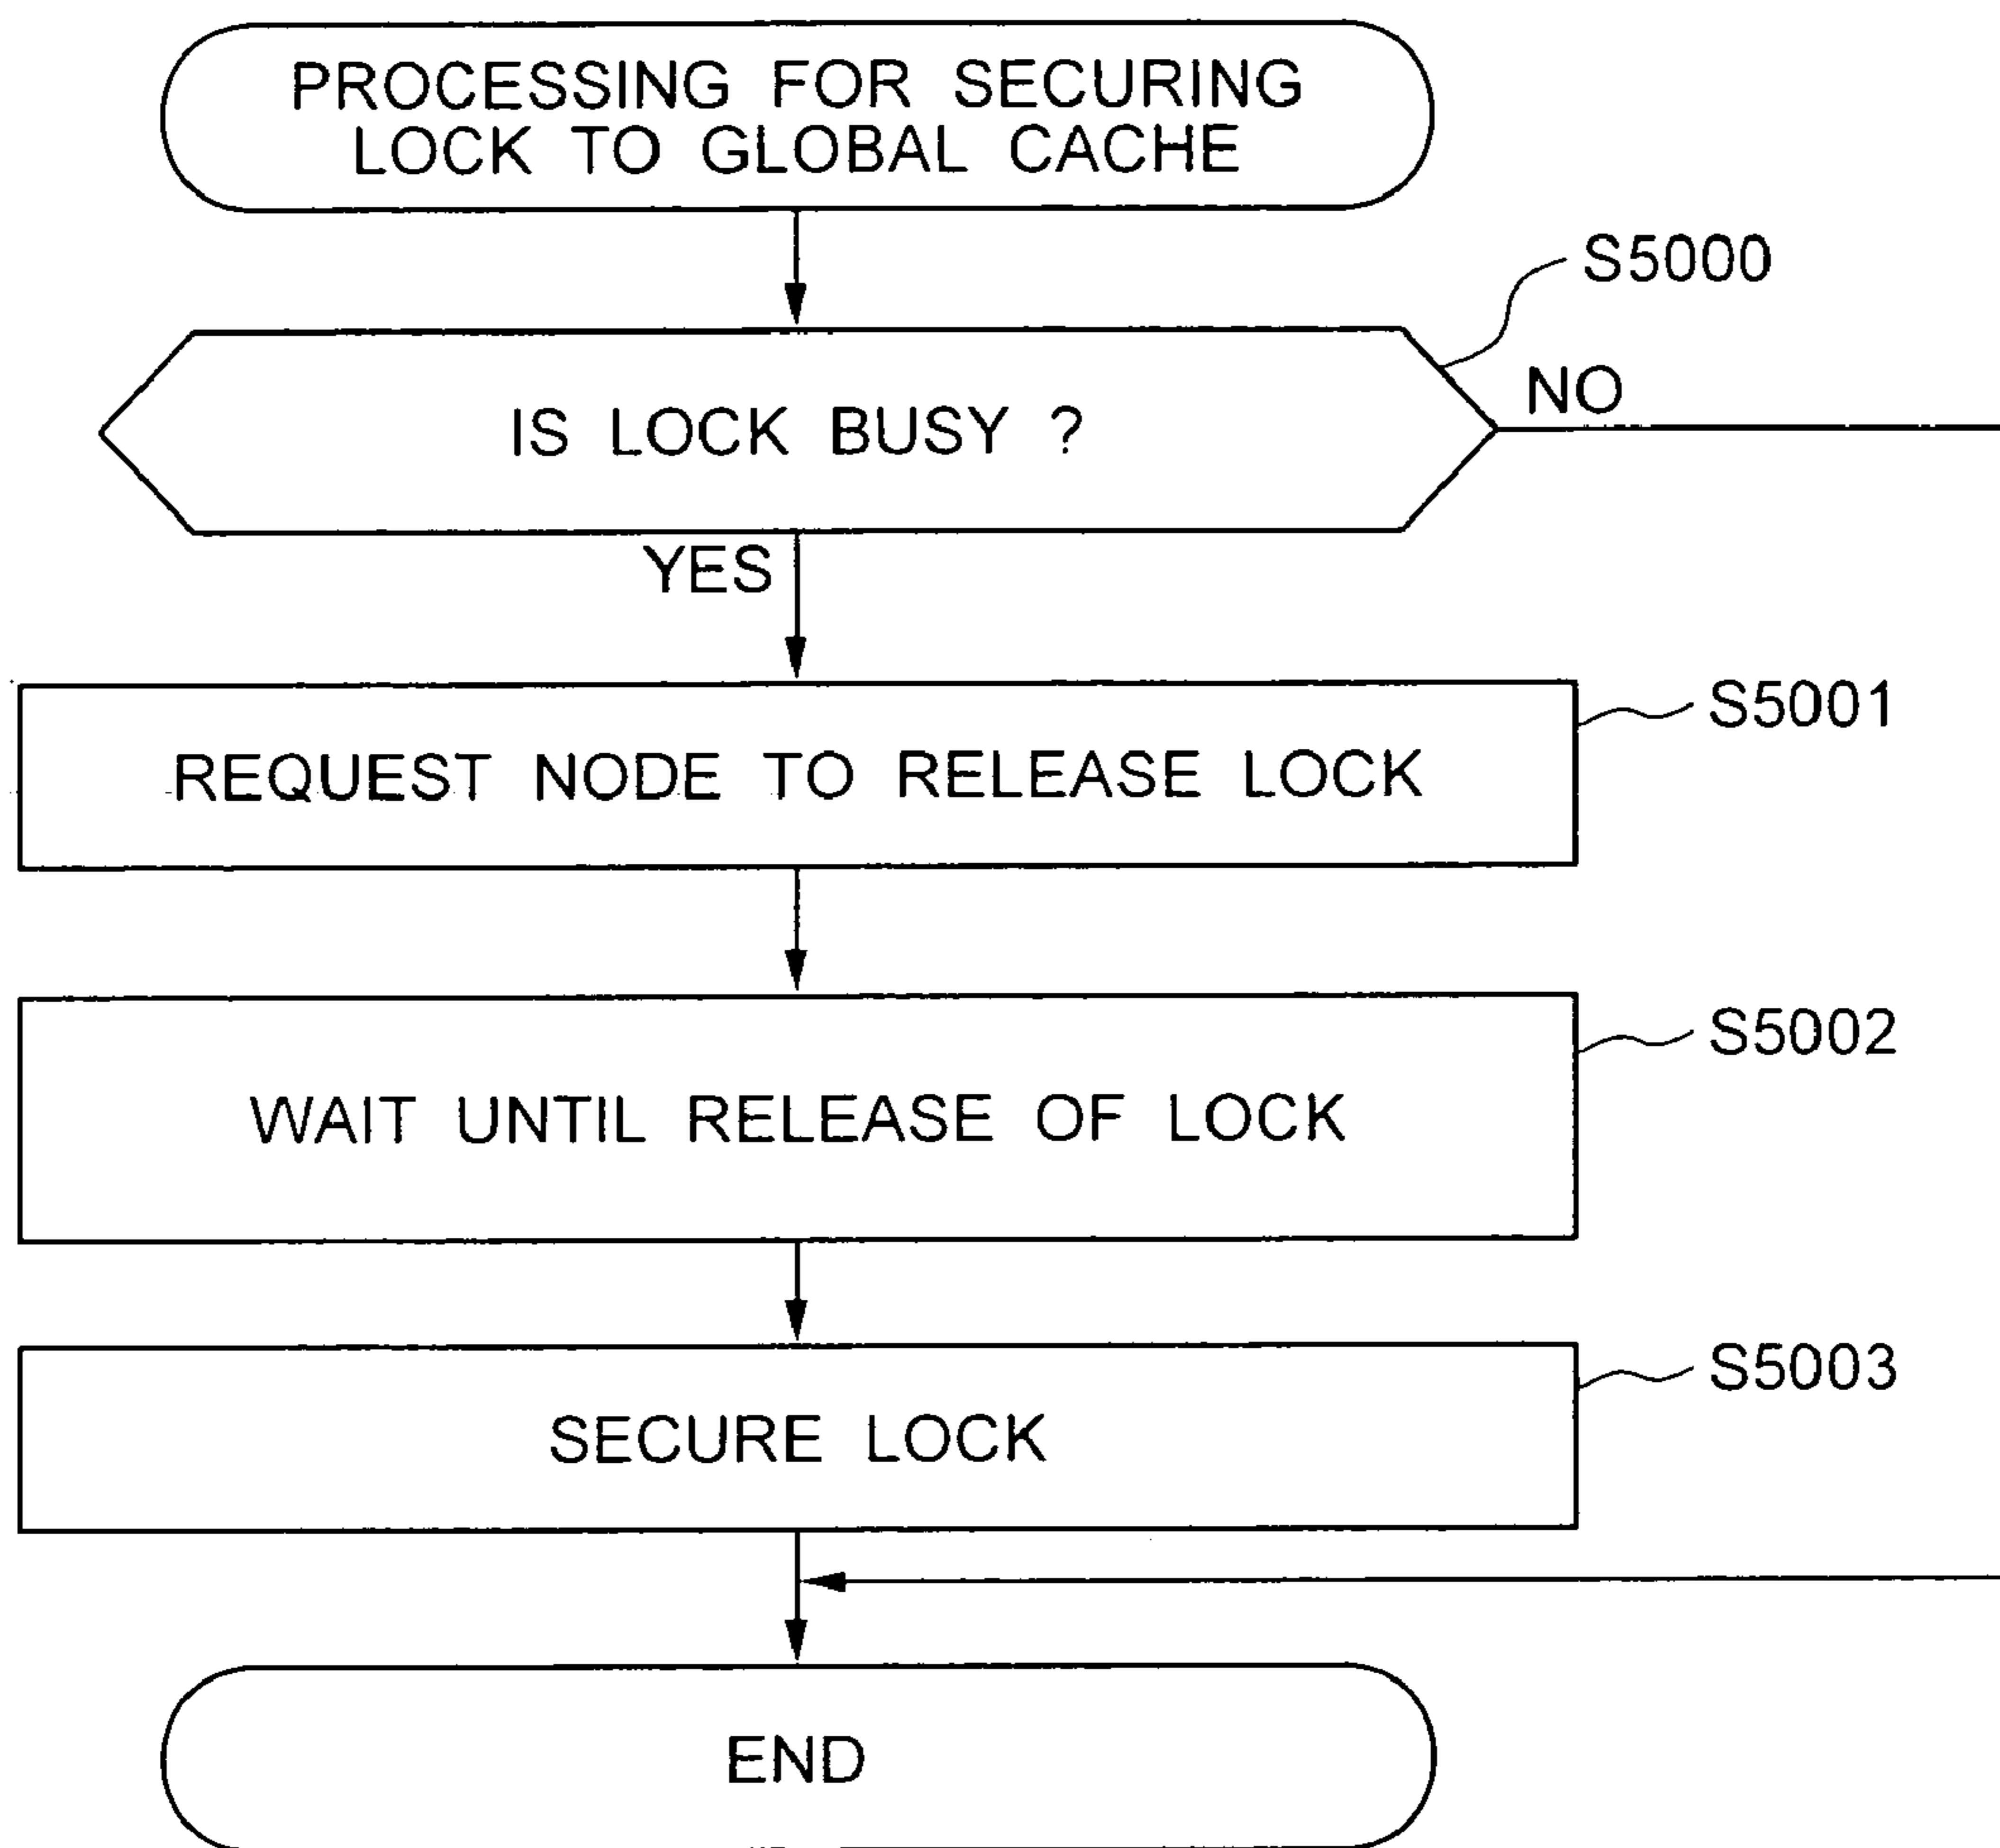 PROCESSING FOR SECURING
LOCK TO GLOBAL CACHE
S5000
IS LOCK BUSY ?
NO
YES
S5001
REQUEST NODE TO RELEASE LOCK
S5002
WAIT UNTIL RELEASE OF LOCK
S5003
SECURE LOCK
END